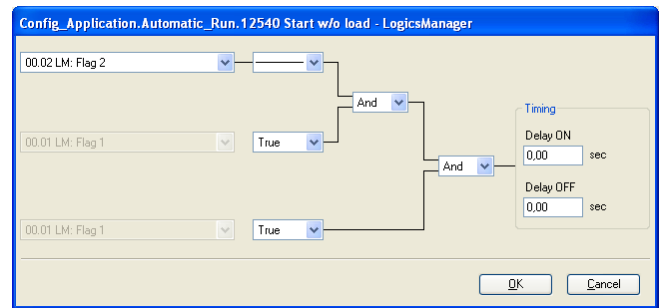 Config_Application.Automatic_Run.12540 Start w/o load - LogicsManager
00.02 LM: Flag 2
And
Timing
Delay ON
00.01 LM: Flag 1 True
0,00 sec
And
Delay OFF
0,00 sec
00.01 LM: Flag 1 True
OK Cancel